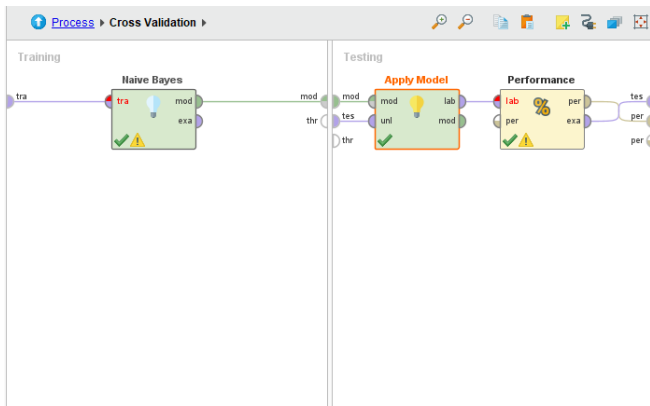 Process ▸ Cross Validation ▸
Training
Testing
Naive Bayes
Apply Model
Performance
tra
tra
mod
mod
mod
mod
lab
lab
per
tes
exa
thr
tes
unl
mod
per
exa
per
thr
per
%